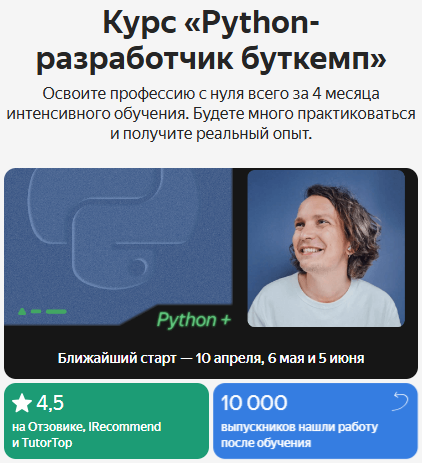 Курс «Python-
разработчик буткемп»
Освоите профессию с нуля всего за 4 месяца
интенсивного обучения. Будете много практиковаться
и получите реальный опыт.
Python +
Ближайший старт — 10 апреля, 6 мая и 5 июня
4,5
на Отзовике, IRecommend
и TutorTop
10 000
выпускников нашли работу
после обучения